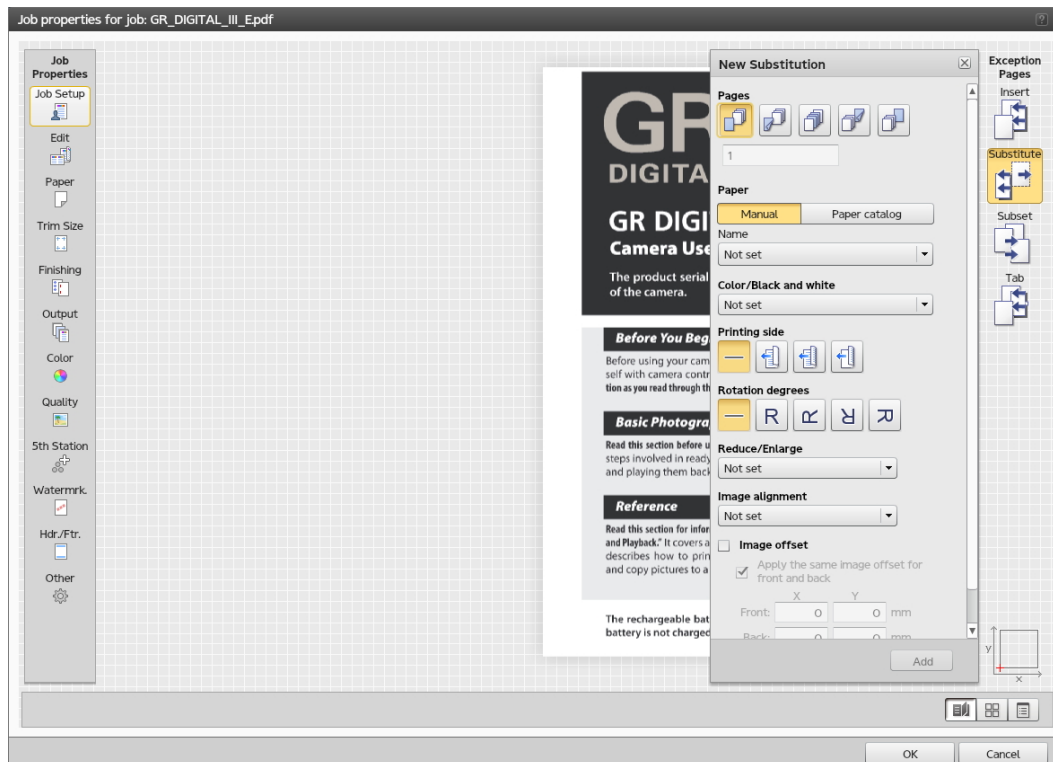 Job properties for job: GR_DIGITAL_III_E.pdf
?
Job
Properties
Job Setup
Edit
Paper
Trim Size
Finishing
Output
Color
Quality
5th Station
Watermrk.
Hdr./Ftr.
Other
GR
DIGITA
GR DIGI
Camera Use
The product serial
of the camera.
Before You Beg
Before using your cam
self with camera contr
tion as you read through th
Basic Photogra
Read this section before u
steps involved in ready
and playing them back
Reference
Read this section for infor
and Playback." It covers a
describes how to prin
and copy pictures to a
The rechargeable bat
battery is not charged
New Substitution
Pages
1
Paper
Manual
Paper catalog
Name
Not set
Color/Black and white
Not set
Printing side
Rotation degrees
R R R R
Reduce/Enlarge
Not set
Image alignment
Not set
Image offset
Apply the same image offset for
front and back
X Y
Front: 0 0 mm
Back: 0 0 mm
Add
Exception
Pages
Insert
Substitute
Subset
Tab
y
x
OK
Cancel